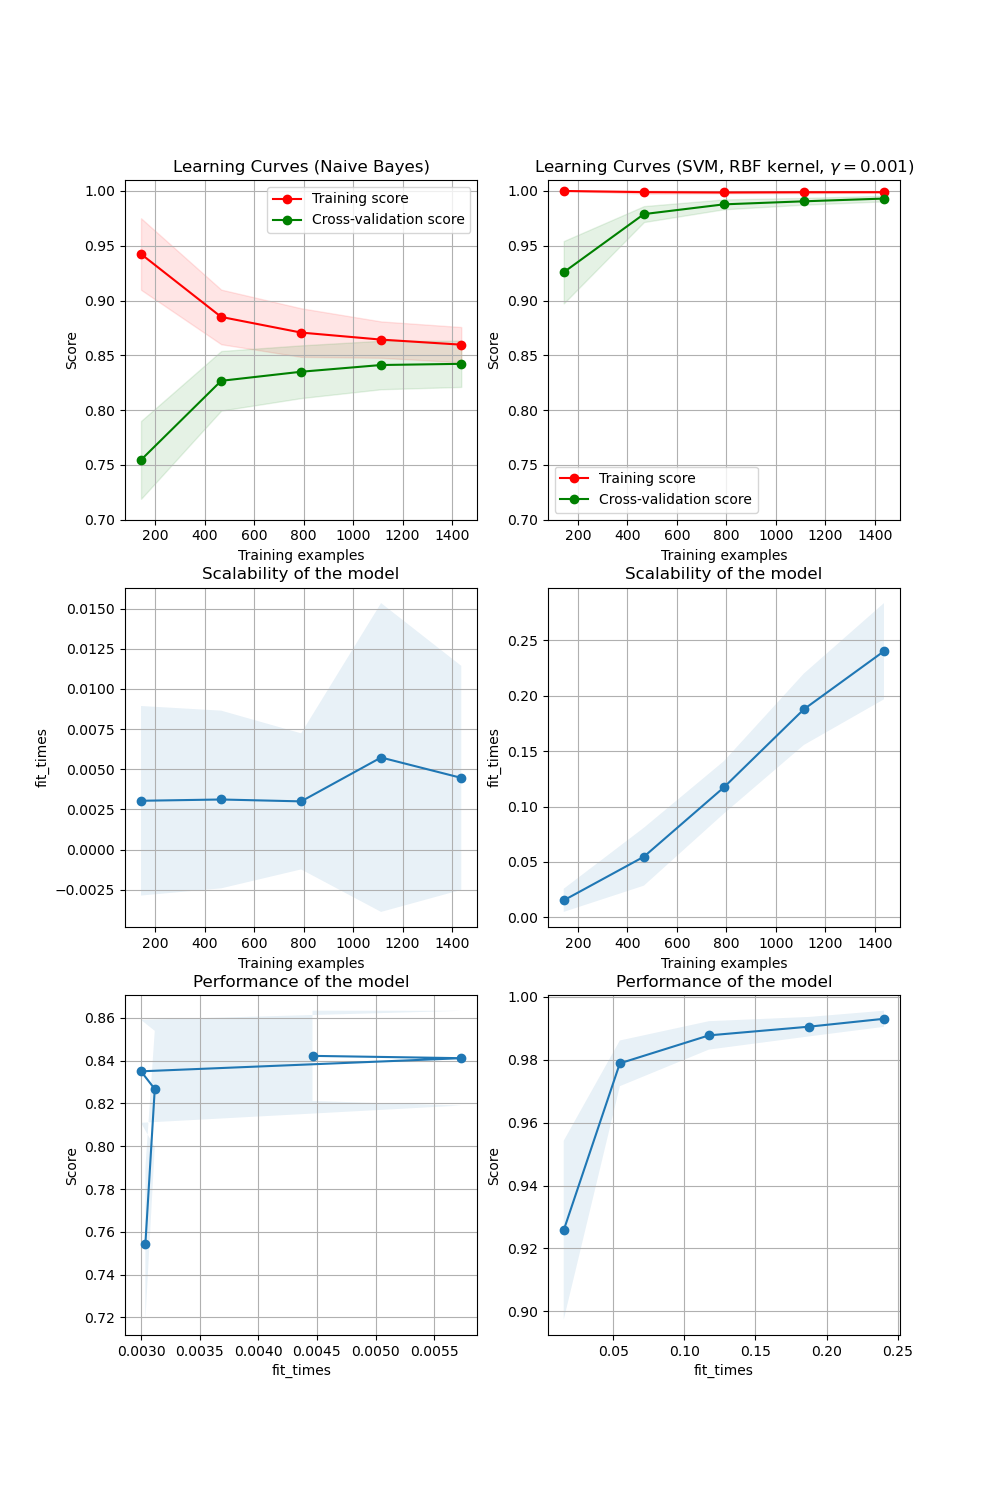 Learning Curves (Naive Bayes)
1.00
0.95
0.90
0.85
0.80
0.75
0.70
Score
Training score
Cross-validation score
200 400 600 800 1000 1200 1400
Training examples
Learning Curves (SVM, RBF kernel, γ = 0.001)
1.00
0.95
0.90
0.85
0.80
0.75
0.70
Score
Training score
Cross-validation score
200 400 600 800 1000 1200 1400
Training examples
Scalability of the model
0.0150
0.0125
0.0100
0.0075
0.0050
0.0025
0.0000
−0.0025
fit_times
200 400 600 800 1000 1200 1400
Training examples
Scalability of the model
0.25
0.20
0.15
0.10
0.05
0.00
fit_times
200 400 600 800 1000 1200 1400
Training examples
Performance of the model
0.86
0.84
0.82
0.80
0.78
0.76
0.74
0.72
Score
0.0030 0.0035 0.0040 0.0045 0.0050 0.0055
fit_times
Performance of the model
1.00
0.98
0.96
0.94
0.92
0.90
Score
0.05 0.10 0.15 0.20 0.25
fit_times